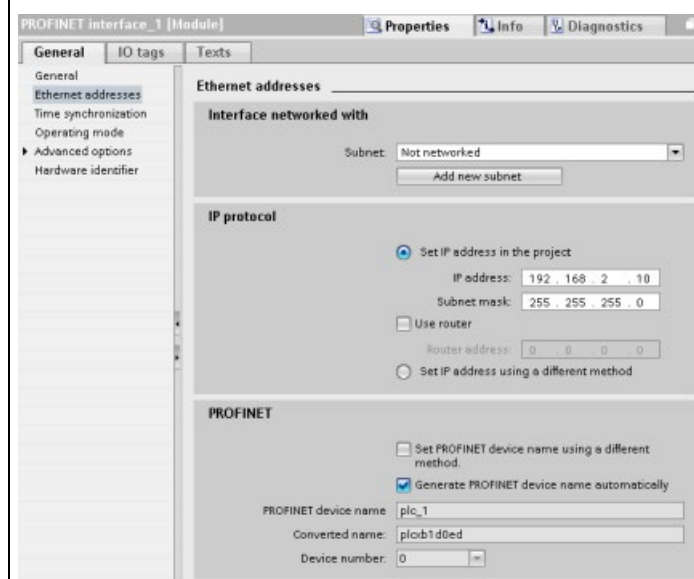 PROFINET interface_1 [Module]
Properties
Info
Diagnostics
General
IO tags
Texts
General
Ethernet addresses
Time synchronization
Operating mode
Advanced options
Hardware identifier
Ethernet addresses
Interface networked with
Subnet: Not networked
Add new subnet
IP protocol
Set IP address in the project
IP address: 192 . 168 . 2 . 10
Subnet mask: 255 . 255 . 255 . 0
Use router
Router address: 0 . 0 . 0 . 0
Set IP address using a different method
PROFINET
Set PROFINET device name using a different
method.
Generate PROFINET device name automatically
PROFINET device name plc_1
Converted name: plcxb1d0ed
Device number: 0